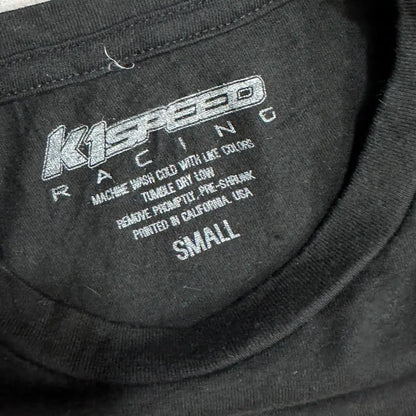 K1SPEED
RACING
MACHINE WASH COLD WITH LIKE COLORS
TUMBLE DRY LOW
REMOVE PROMPTLY, PRE-SHRUNK
PRINTED IN CALIFORNIA, USA
SMALL